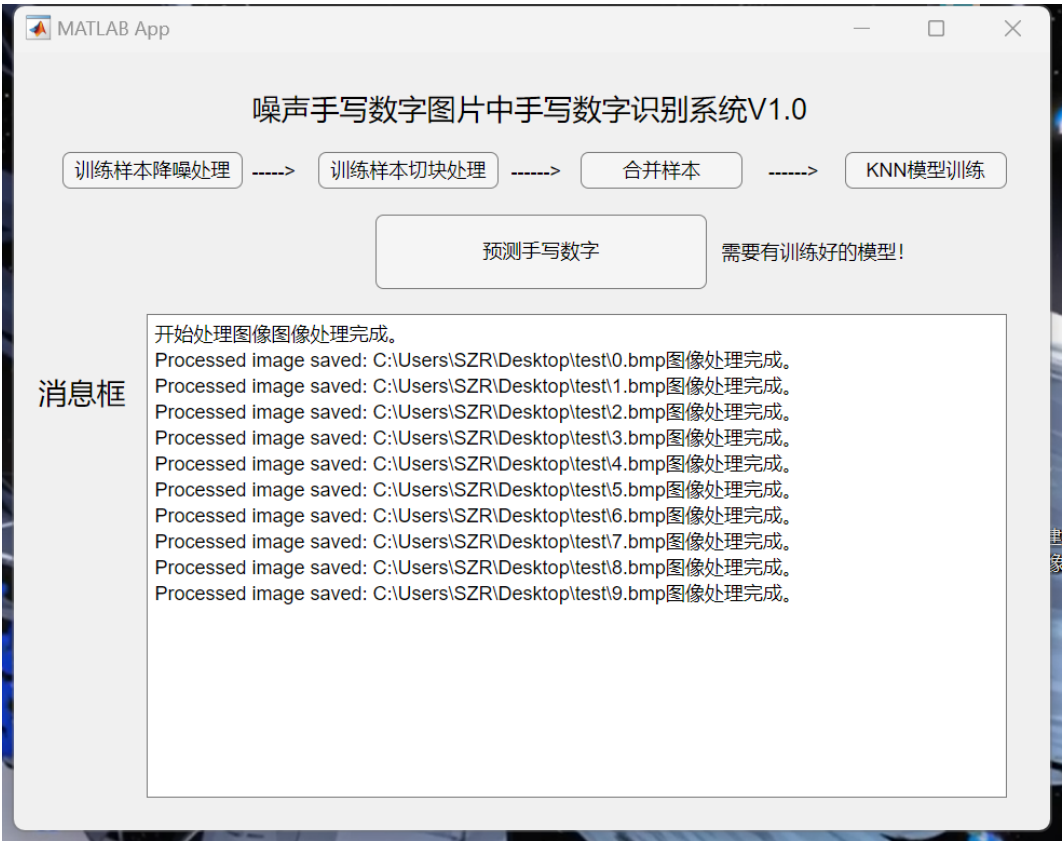 MATLAB App
噪声手写数字图片中手写数字识别系统V1.0
训练样本降噪处理 -----> 训练样本切块处理 ------> 合并样本 ------> KNN模型训练
预测手写数字 需要有训练好的模型！
消息框
开始处理图像图像处理完成。
Processed image saved: C:\Users\SZR\Desktop\test\0.bmp图像处理完成。
Processed image saved: C:\Users\SZR\Desktop\test\1.bmp图像处理完成。
Processed image saved: C:\Users\SZR\Desktop\test\2.bmp图像处理完成。
Processed image saved: C:\Users\SZR\Desktop\test\3.bmp图像处理完成。
Processed image saved: C:\Users\SZR\Desktop\test\4.bmp图像处理完成。
Processed image saved: C:\Users\SZR\Desktop\test\5.bmp图像处理完成。
Processed image saved: C:\Users\SZR\Desktop\test\6.bmp图像处理完成。
Processed image saved: C:\Users\SZR\Desktop\test\7.bmp图像处理完成。
Processed image saved: C:\Users\SZR\Desktop\test\8.bmp图像处理完成。
Processed image saved: C:\Users\SZR\Desktop\test\9.bmp图像处理完成。